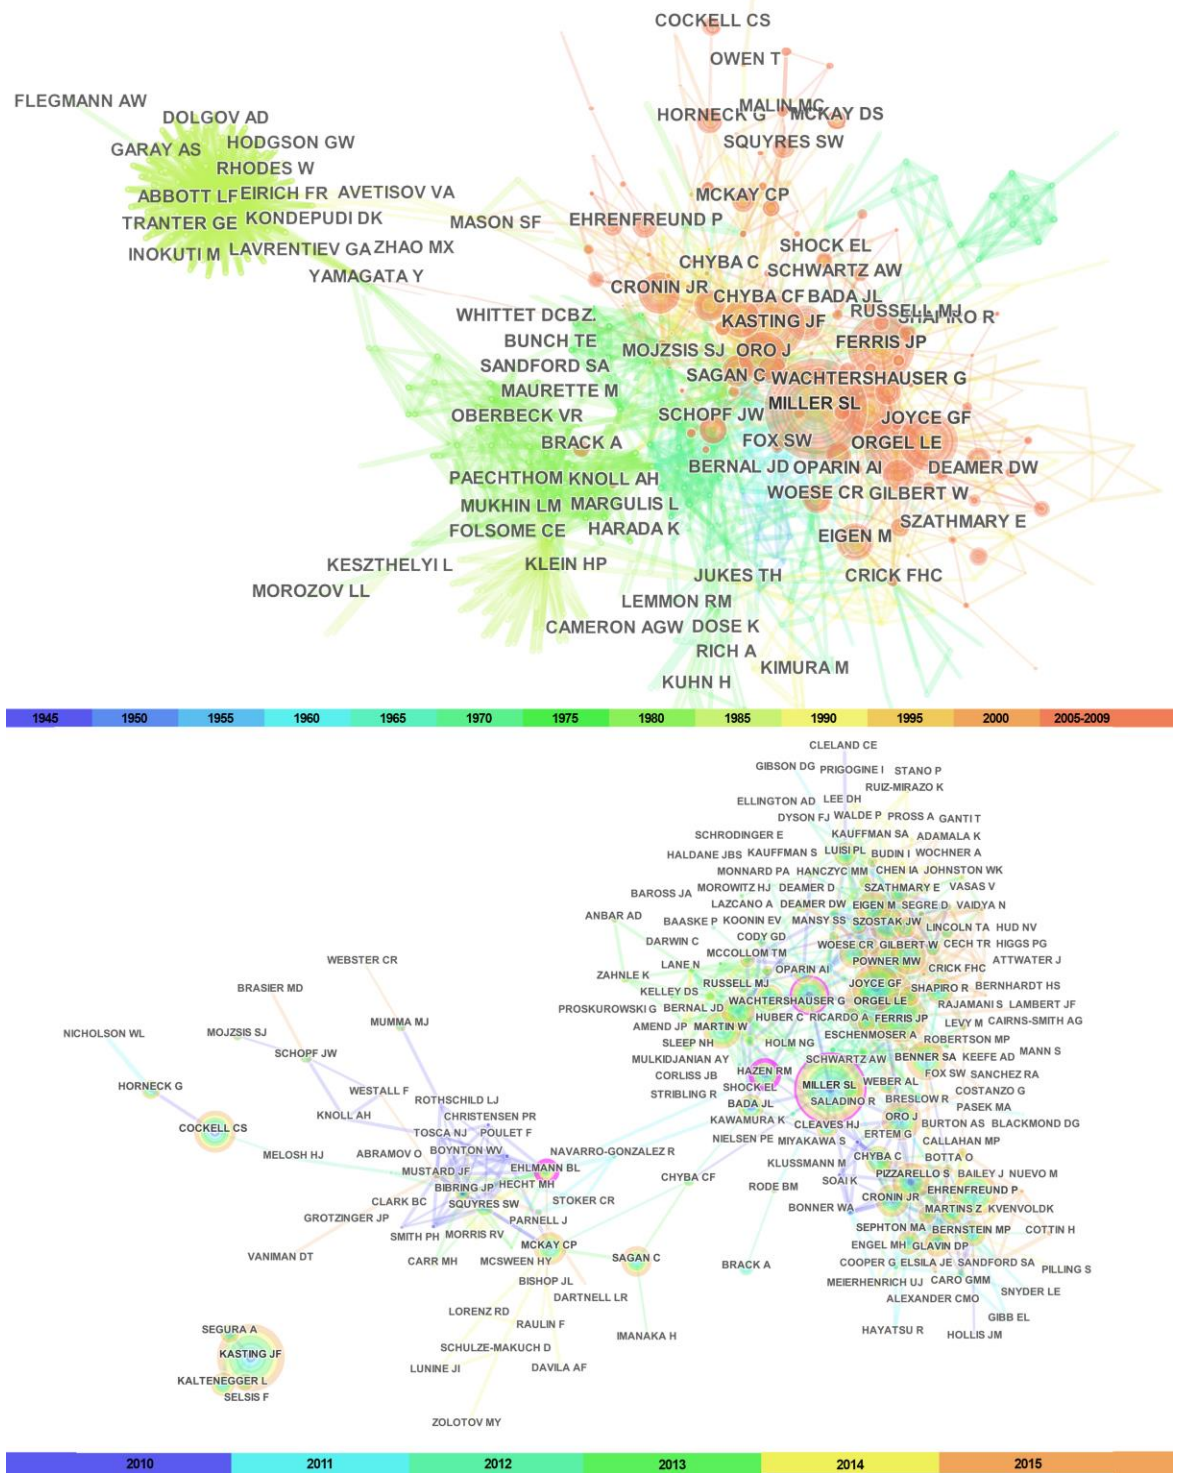 COCKELL CS
OWEN T
FLEGMANN AW
MALIN MC
DOLGOV AD
HORNECK G
MCKAY DS
GARAY AS
HODGSON GW
SQUYRES SW
RHODES W
ABBOTT LF
EIRICH FR
AVETISOV VA
MCKAY CP
TRANTER GE
KONDEPUDI DK
MASON SF
EHRENFREUND P
INOKUTI M
LAVRENTIEV GA
ZHAO MX
SHOCK EL
YAMAGATA Y
CHYBA C
SCHWARTZ AW
CRONIN JR
CHYBA CF
BADA JL
WHITTET DCB
Z.
KASTING JF
RUSSELL MJ
SHAPIRO R
BUNCH TE
MOJZSIS SJ
ORO J
FERRIS JP
SANDFORD SA
SAGAN C
WACHTERSHAUSER G
MAURETTE M
MILLER SL
OBERBECK VR
SCHOPF JW
JOYCE GF
BRACK A
FOX SW
ORGEL LE
BERNAL JD
OPARIN AI
DEAMER DW
PAECHTHOM
KNOLL AH
WOESE CR
GILBERT W
MUKHIN LM
MARGULIS L
FOLSOME CE
HARADA K
SZATHMARY E
EIGEN M
KESZTHELYI L
KLEIN HP
JUKES TH
CRICK FHC
MOROZOV LL
LEMMON RM
CAMERON AGW
DOSE K
RICH A
KIMURA M
KUHN H
1945 1950 1955 1960 1965 1970 1975 1980 1985 1990 1995 2000 2005-2009
CLELAND CE
GIBSON DG
PRIGOGINE I
STANO P
RUIZ-MIRAZO K
ELLINGTON AD
LEE DH
DYSON FJ
WALDE P
PROSS A
GANTI T
SCHRODINGER E
KAUFFMAN SA
ADAMALA K
HALDANE JBS
KAUFFMAN S
LUISI PL
BUDIN I
WOCHNER A
MONNARD PA
HANCZYC MM
CHEN IA
JOHNSTON WK
BAROSS JA
MOROWITZ HJ
DEAMER D
SZATHMARY E
VASAS V
LAZCANO A
DEAMER DW
EIGEN M
SEGRE D
VAIDYA N
ANBAR AD
BAASKE P
KOONIN EV
MANSY SS
SZOSTAK JW
LINCOLN TA
HUD NV
DARWIN C
CODY GD
WOESE CR
GILBERT W
CECH TR
HIGGS PG
MCCOLLOM TM
WEBSTER CR
LANE N
OPARIN AI
POWNER MW
CRICK FHC
ATTWATER J
ZAHNLE K
RUSSELL MJ
JOYCE GF
BRASIER MD
KELLEY DS
WACHTERSHAUSER G
ORGEL LE
SHAPIRO R
BERNHARDT HS
PROSKUROWSKI G
BERNAL JD
HUBER C
RICARDO A
FERRIS JP
RAJAMANI S
LAMBERT JF
NICHOLSON WL
MOJZSIS SJ
MUMMA MJ
AMEND JP
MARTIN W
ESCHENMOSER A
LEVY M
CAIRNS-SMITH AG
SLEEP NH
HOLM NG
ROBERTSON MP
SCHOPF JW
MULKIDJANIAN AY
SCHWARTZ AW
BENNER SA
KEEFE AD
MANN S
CORLISS JB
HAZEN RM
FOX SW
SANCHEZ RA
HORNECK G
WESTALL F
SHOCK EL
MILLER SL
WEBER AL
COSTANZO G
STRIBLING R
ROTHSCHILD LJ
BADA JL
SALADINO R
BRESLOW R
PASEK MA
KNOLL AH
CHRISTENSEN PR
KAWAMURA K
CLEAVES HJ
ORO J
BURTON AS
BLACKMOND DG
COCKELL CS
TOSCA NJ
POULET F
NIELSEN PE
MIYAKAWA S
ERTEM G
CALLAHAN MP
MELOSH HJ
ABRAMOV O
BOYNTON WV
NAVARRO-GONZALEZ R
KLUSSMANN M
CHYBA C
BOTTA O
MUSTARD JF
EHLMANN BL
SOAI K
PIZZARELLO S
BAILEY J
NUEVO M
BIBRING JP
HECHT MH
CHYBA CF
RODE BM
CRONIN JR
EHRENFREUND P
CLARK BC
SQUYRES SW
STOKER CR
BONNER WA
MARTINS Z
KVENVOLDK
GROTZINGER JP
PARNELL J
SEPHTON MA
BERNSTEIN MP
COTTIN H
SMITH PH
MORRIS RV
MCKAY CP
ENGEL MH
GLAVIN DP
VANIMAN DT
CARR MH
MCSWEEN HY
SAGAN C
BRACK A
COOPER G
ELSILA JE
SANDFORD SA
PILLING S
BISHOP JL
MEIERHENRICH UJ
CARO GMM
DARTNELL LR
ALEXANDER CMO
SNYDER LE
LORENZ RD
GIBB EL
SEGURA A
RAULIN F
IMANAKA H
HAYATSU R
HOLLIS JM
KASTING JF
SCHULZE-MAKUCH D
LUNINE JI
DAVILA AF
KALTENEGGER L
SELSIS F
ZOLOTOV MY
2010 2011 2012 2013 2014 2015